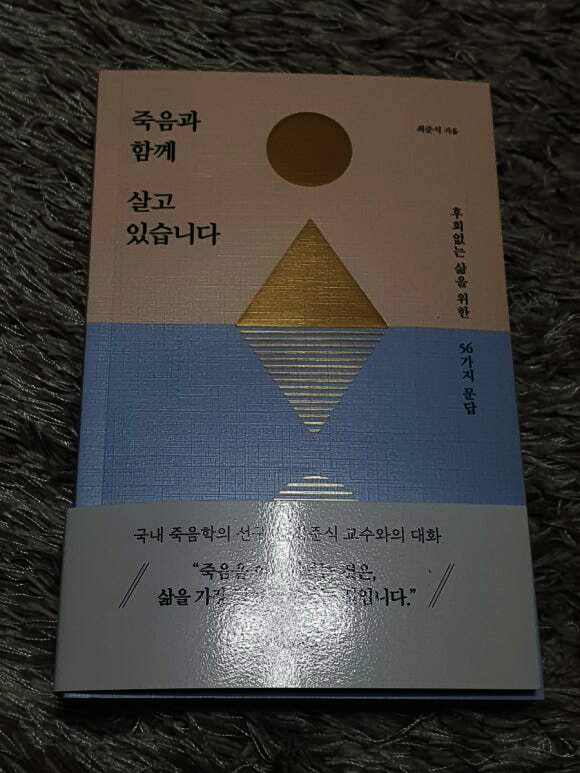 죽음과
함께
살고
있습니다
최준식 지음
후회없는 삶을 위한 56가지 문답
국내 죽음학의 교수와의 대화
“죽음을
삶을 가장